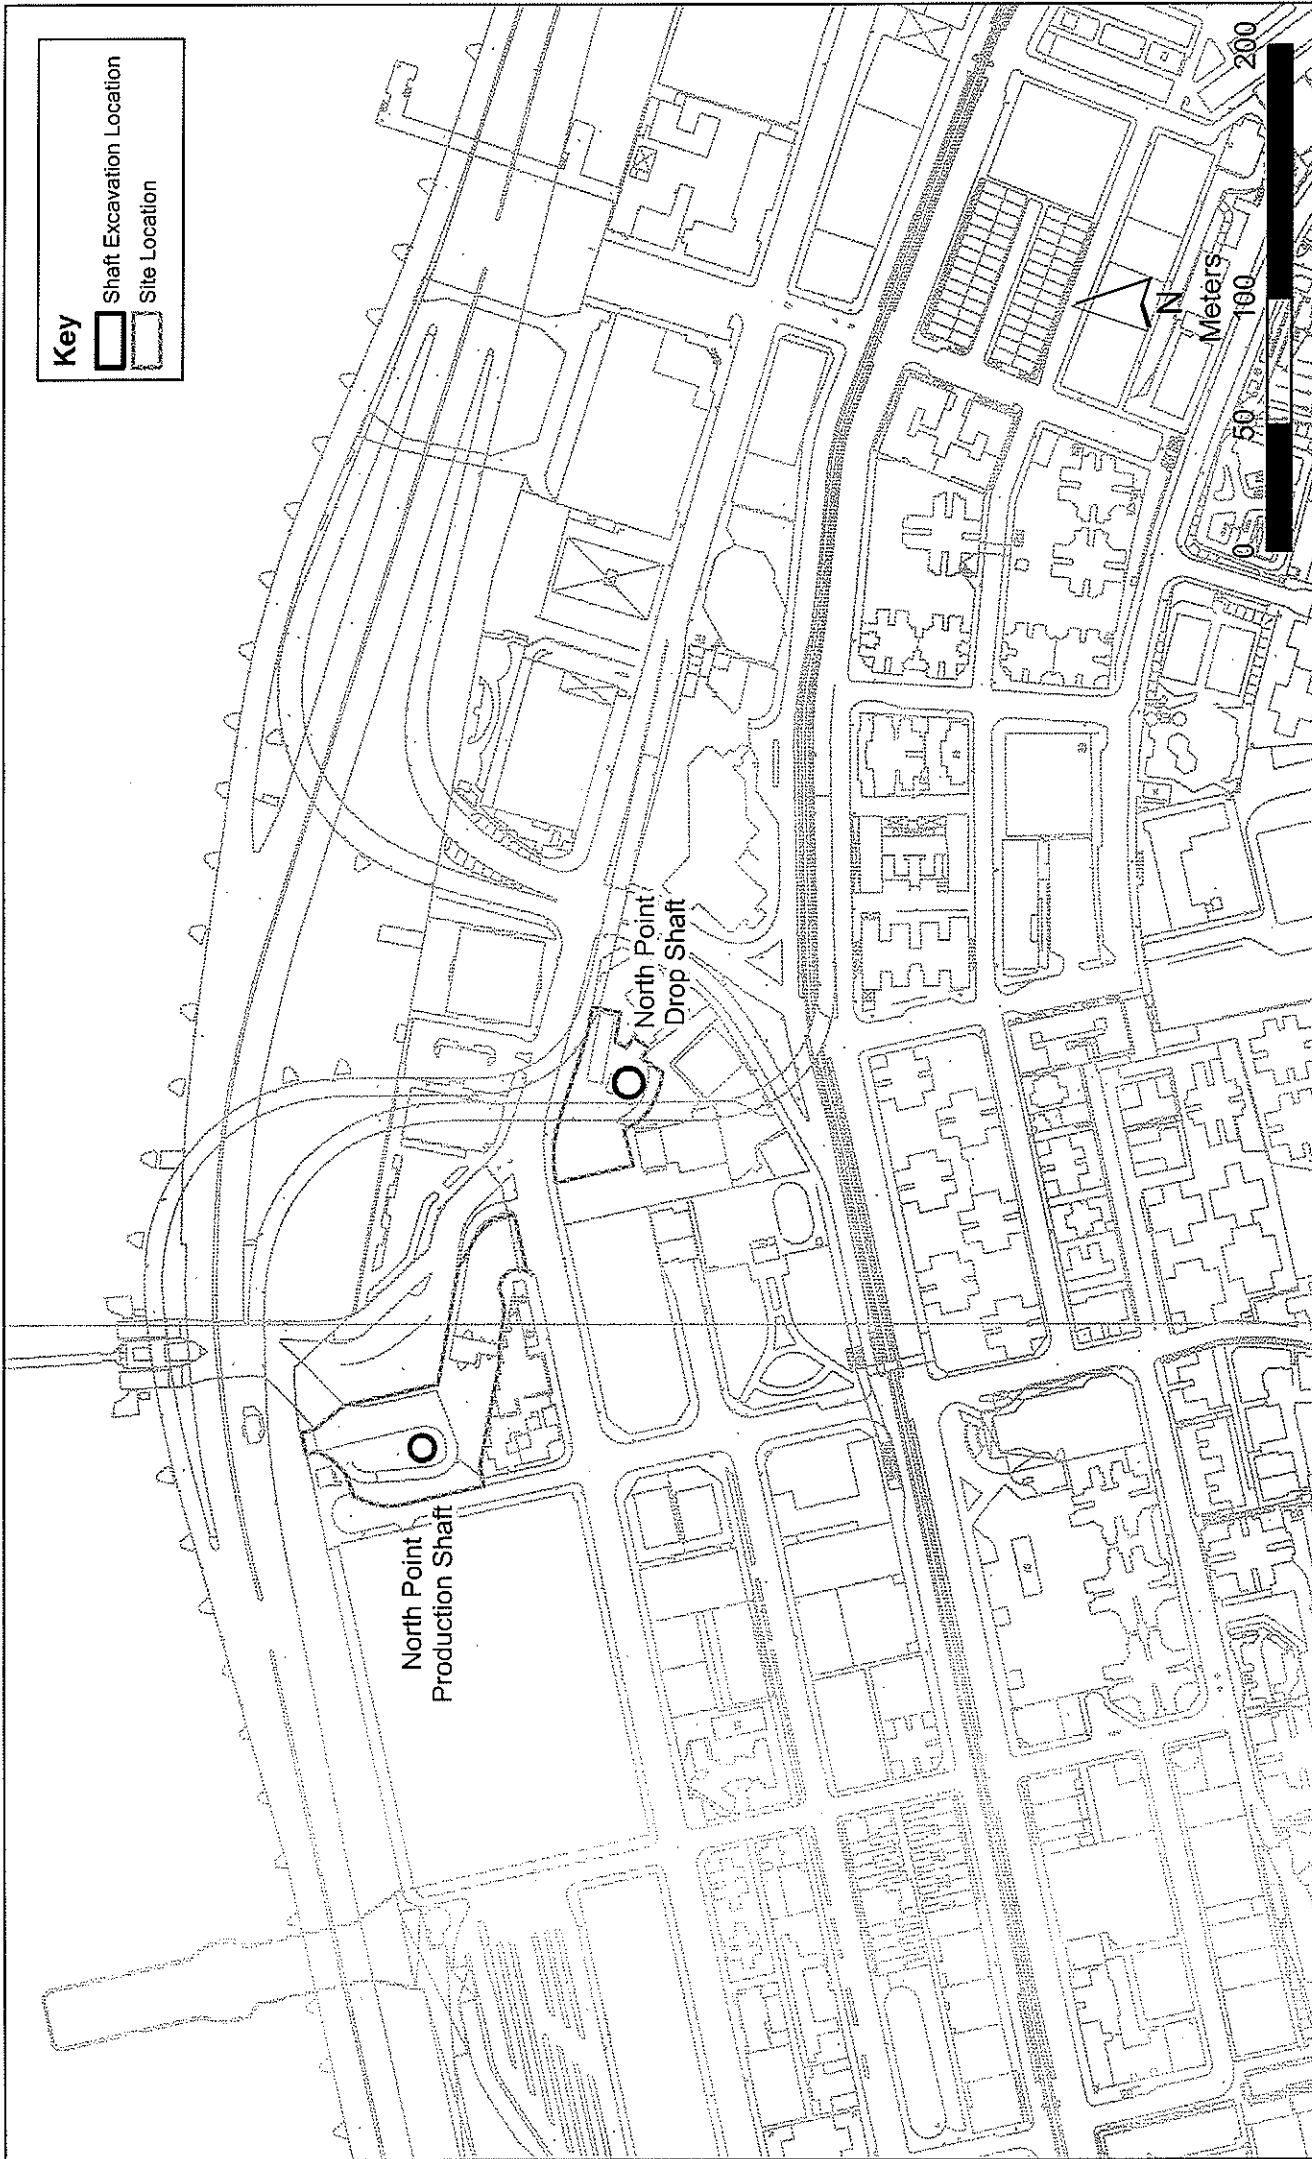 Key
Shaft Excavation Location
Site Location
North Point
Production Shaft
North Point
Drop Shaft
N
Meters
0 50 100 200